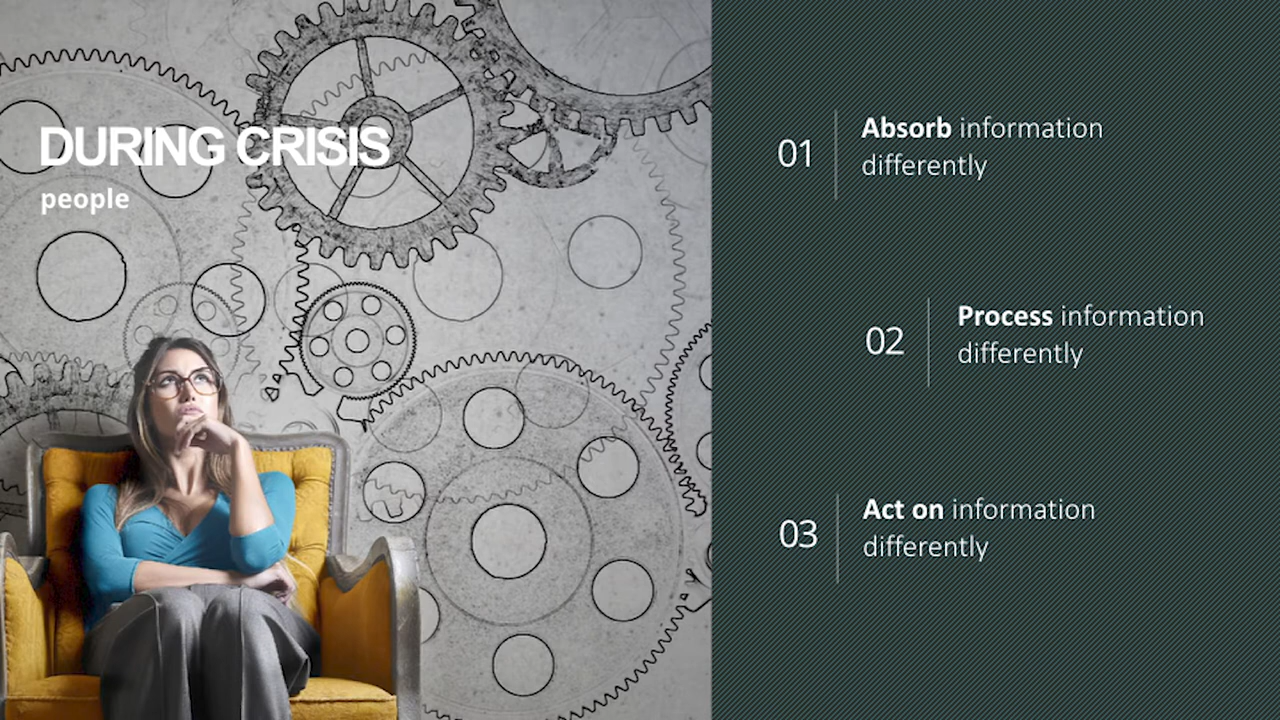 DURING CRISIS
people
01
Absorb information
differently
02
Process information
differently
03
Act on information
differently